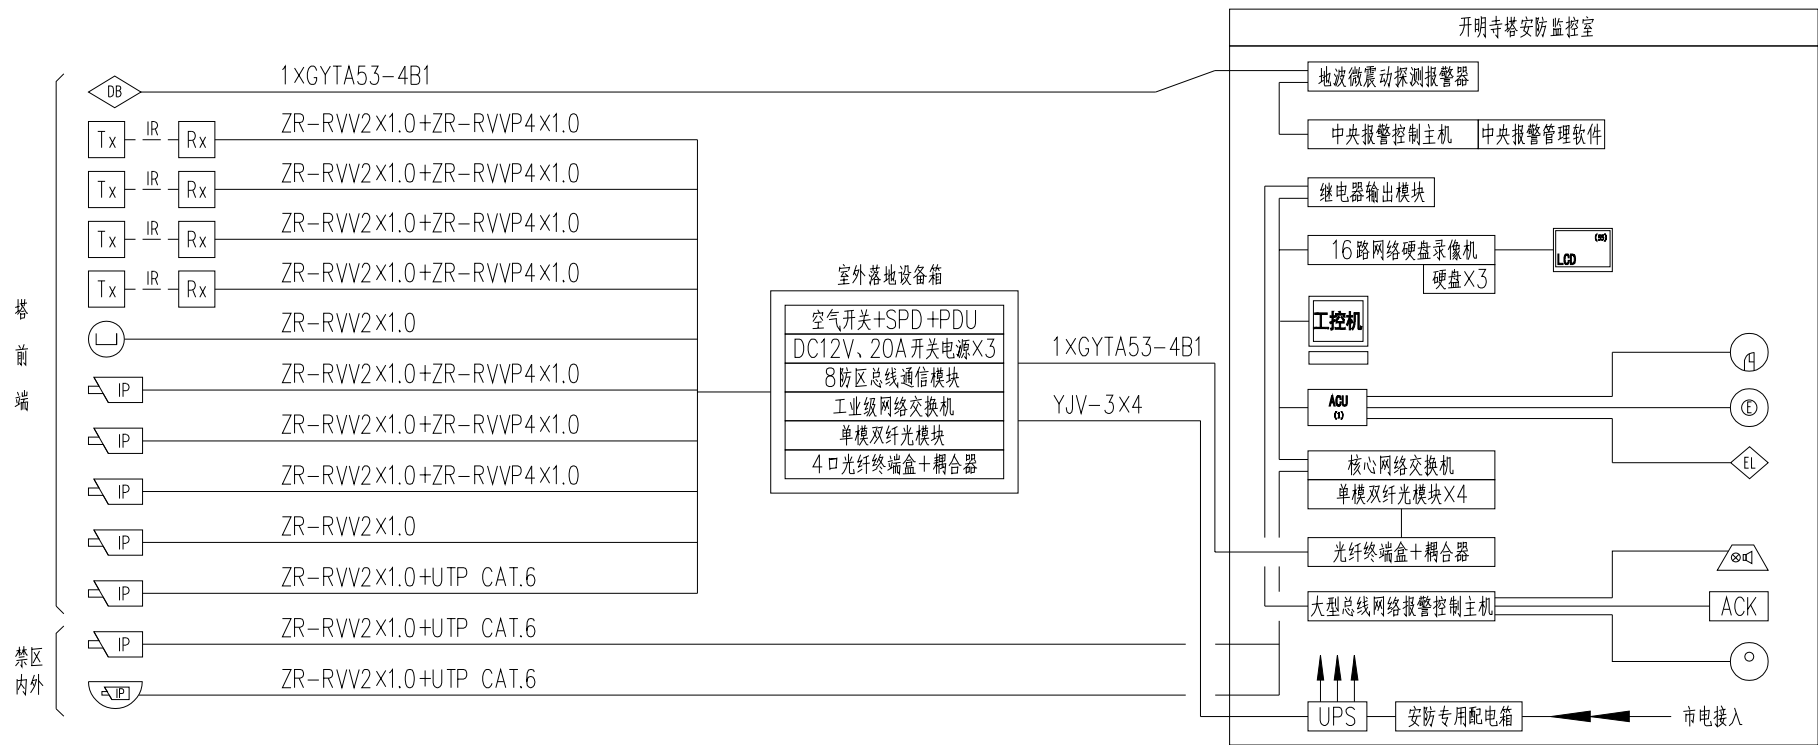 开明寺塔安防监控室
1XGYTA53-4B1
DB
地波微震动探测报警器
Tx IR Rx
ZR-RVV2X1.0+ZR-RVVP4X1.0
中央报警控制主机 中央报警管理软件
Tx IR Rx
ZR-RVV2X1.0+ZR-RVVP4X1.0
继电器输出模块
Tx IR Rx
ZR-RVV2X1.0+ZR-RVVP4X1.0
16路网络硬盘录像机
硬盘X3
LCD
(55)
Tx IR Rx
ZR-RVV2X1.0+ZR-RVVP4X1.0
塔前端
ZR-RVV2X1.0
室外落地设备箱
空气开关+SPD+PDU
DC12V、20A开关电源X3
8防区总线通信模块
工业级网络交换机
单模双纤光模块
4口光纤终端盒+耦合器
1XGYTA53-4B1
YJV-3X4
工控机
ACU
(1)
E
EL
IP
ZR-RVV2X1.0+ZR-RVVP4X1.0
IP
ZR-RVV2X1.0+ZR-RVVP4X1.0
核心网络交换机
单模双纤光模块X4
IP
ZR-RVV2X1.0+ZR-RVVP4X1.0
IP
ZR-RVV2X1.0
光纤终端盒+耦合器
IP
ZR-RVV2X1.0+UTP CAT.6
大型总线网络报警控制主机
ACK
禁区
内外
IP
ZR-RVV2X1.0+UTP CAT.6
IP
ZR-RVV2X1.0+UTP CAT.6
UPS
安防专用配电箱
市电接入